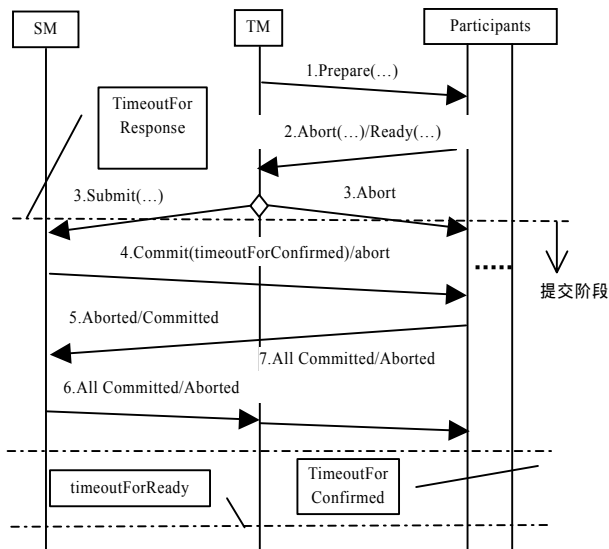 SM
TM
Participants
1.Prepare(…)
TimeoutFor
Response
2.Abort(…)/Ready(…)
3.Submit(…)
3.Abort
4.Commit(timeoutForConfirmed)/abort
提交阶段
5.Aborted/Committed
7.All Committed/Aborted
6.All Committed/Aborted
timeoutForReady
TimeoutFor
Confirmed